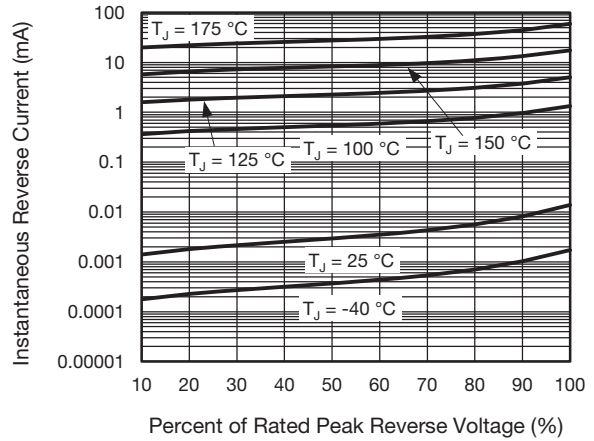 Instantaneous Reverse Current (mA)
100
10
1
0.1
0.01
0.001
0.0001
0.00001
T_J = 175 °C
T_J = 150 °C
T_J = 125 °C
T_J = 100 °C
T_J = 25 °C
T_J = -40 °C
10 20 30 40 50 60 70 80 90 100
Percent of Rated Peak Reverse Voltage (%)